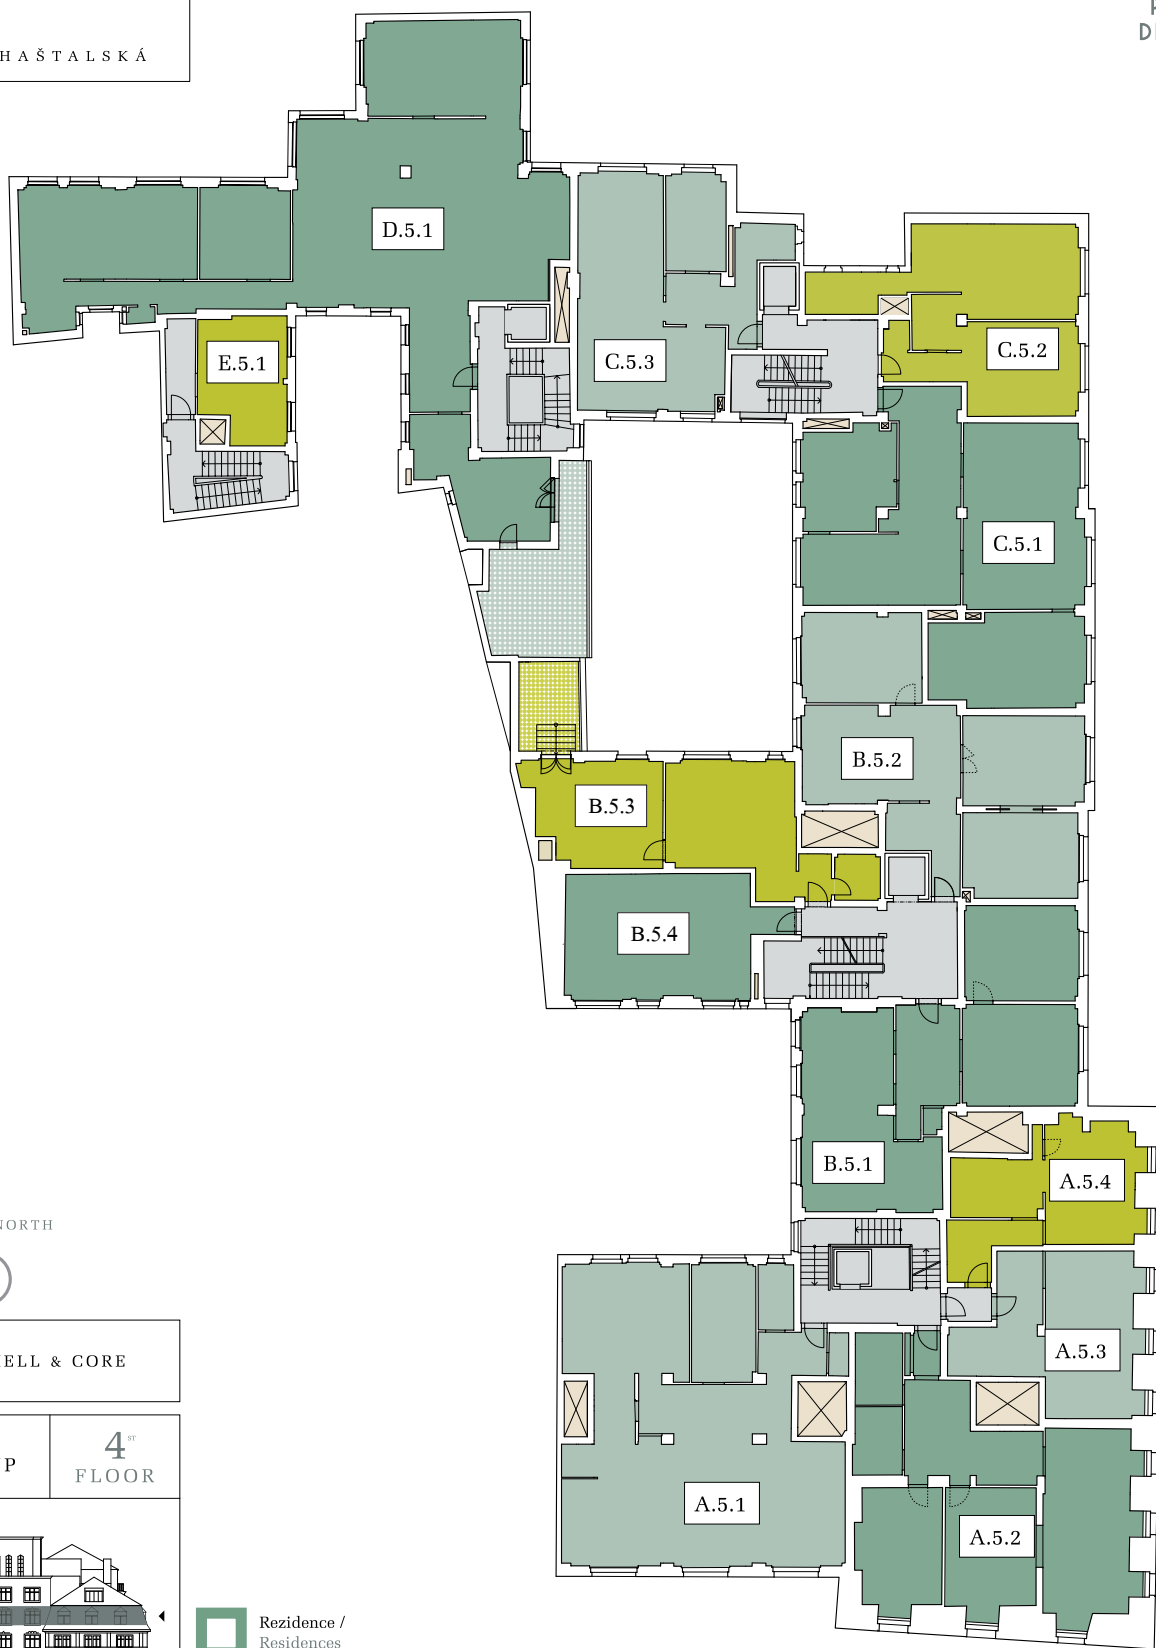 HAŠTALSKÁ
D.5.1
E.5.1
C.5.3
C.5.2
C.5.1
B.5.2
B.5.3
B.5.4
B.5.1
A.5.4
A.5.3
A.5.1
A.5.2
NORTH
ELL & CORE
4ST
FLOOR
Rezidence /
Residences